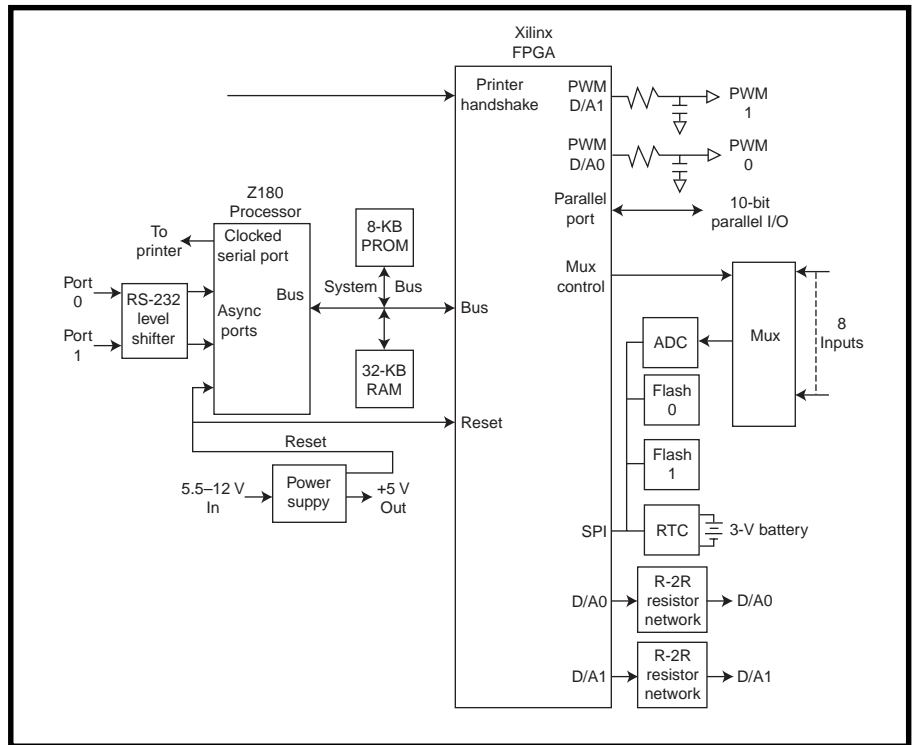 Xilinx
FPGA
Printer
handshake
PWM
D/A1
PWM
1
PWM
D/A0
PWM
0
Parallel
port
10-bit
parallel I/O
Z180
Processor
To
printer
Clocked
serial port
8-KB
PROM
Mux
control
Port
0
RS-232
level
shifter
Port
1
Async
ports
Bus
System Bus
Bus
ADC
Mux
8
Inputs
32-KB
RAM
Flash
0
Reset
Reset
Flash
1
5.5–12 V
In
Power
suppy
+5 V
Out
SPI
RTC
3-V battery
D/A0
R-2R
resistor
network
D/A0
D/A1
R-2R
resistor
network
D/A1